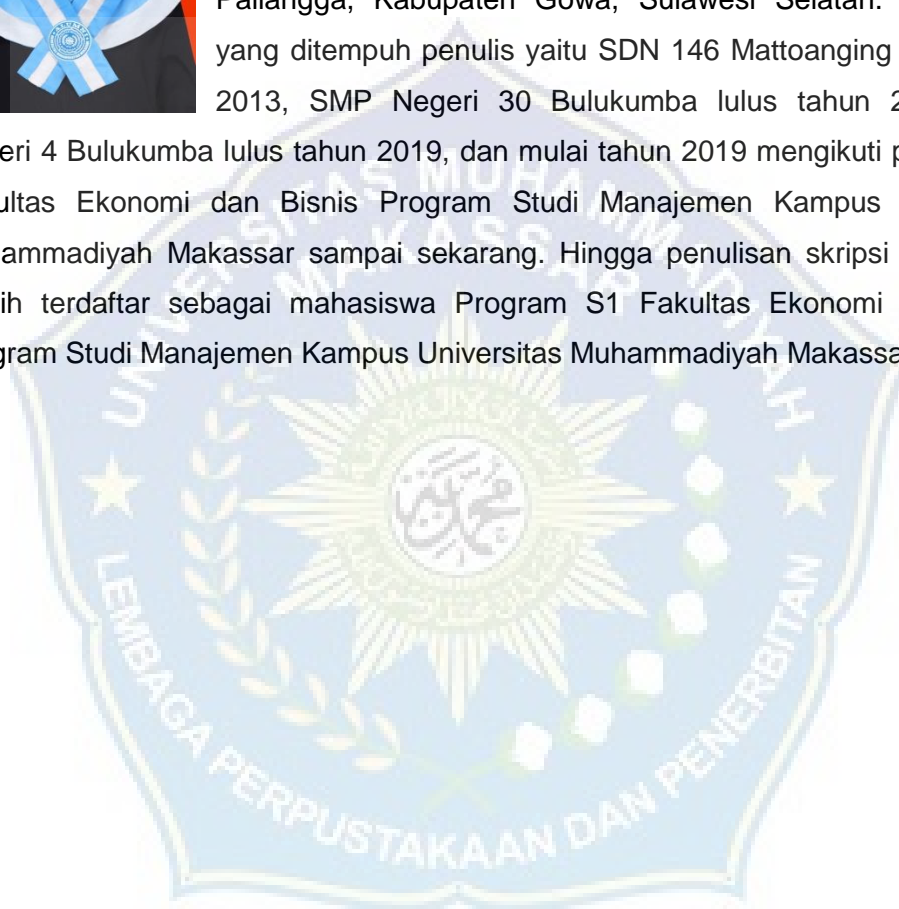 Pallangga, Kabupaten Gowa, Sulawesi Selatan.
yang ditempuh penulis yaitu SDN 146 Mattoanging
2013, SMP Negeri 30 Bulukumba lulus tahun 2
eri 4 Bulukumba lulus tahun 2019, dan mulai tahun 2019 mengikuti p
ultas Ekonomi dan Bisnis Program Studi Manajemen Kampus
ammadiyah Makassar sampai sekarang. Hingga penulisan skripsi
ih terdaftar sebagai mahasiswa Program S1 Fakultas Ekonomi
gram Studi Manajemen Kampus Universitas Muhammadiyah Makassa
UNIVERSITAS MUHAMMADIYAH
MAKASSAR
محمد
LEMBAGA PERPUSTAKAAN DAN PENERBITAN